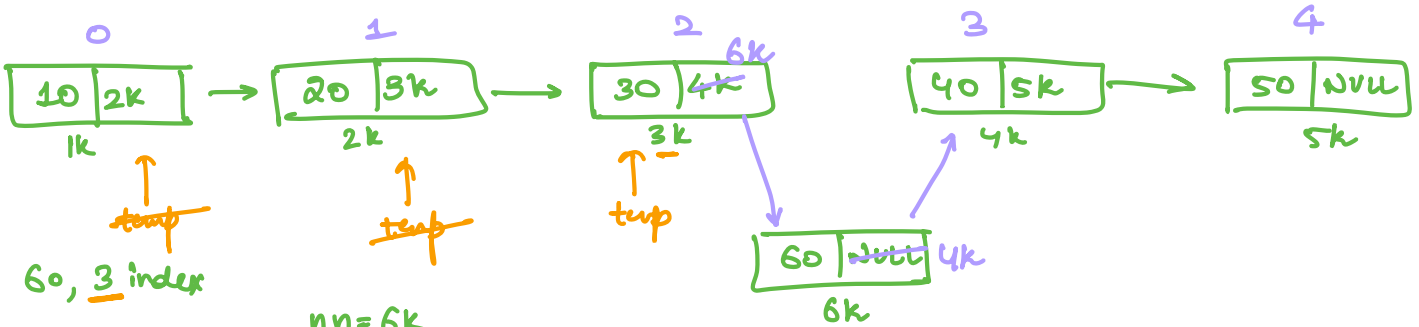 0 1 2 3 4
6k
10 2k 20 3k 30 4k 40 5k 50 NULL
1k 2k 3k 4k 5k
temp temp temp
60 NULL 4k
60, 3 index
6k
nn = 6k